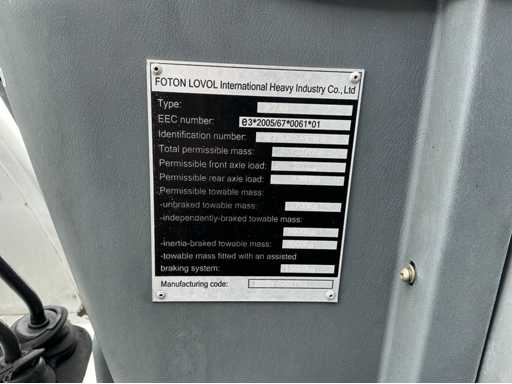 FOTON LOVOL International Heavy Industry Co., Ltd
Type:
EEC number: e3*2005/67*0061*01
Identification number:
Total permissible mass:
Permissible front axle load:
Permissible rear axle load:
Permissible towable mass:
-unbraked towable mass:
-independently-braked towable mass:
-inertia-braked towable mass:
-towable mass fitted with an assisted
braking system:
Manufacturing code: